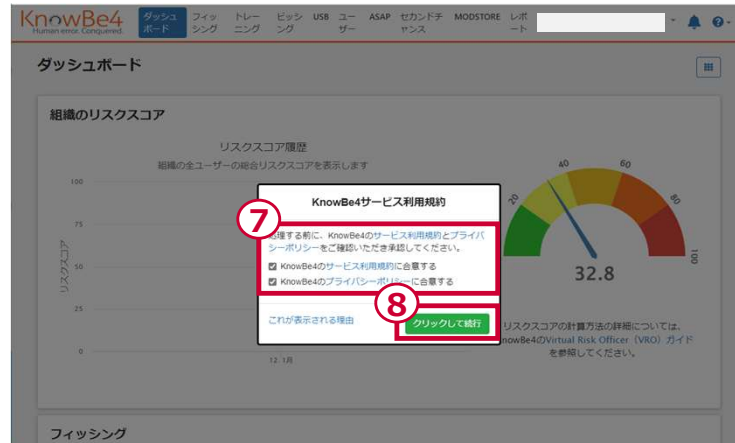 KnowBe4
Human error. Conquered.
ダッシュ
ボード
フィッ
シング
トレー
ニング
ビッシ
ング
USB
ユー
ザー
ASAP
セカンドチ
ャンス
MODSTORE
レポ
ート
ダッシュボード
組織のリスクスコア
リスクスコア履歴
組織の全ユーザーの総合リスクスコアを表示します
リスクスコア
100
75
50
25
0
12. 1月
20
40
60
80
100
32.8
リスクスコアの計算方法の詳細については、
nowBe4のVirtual Risk Officer（VRO）ガイド
を参照してください。
KnowBe4サービス利用規約
⑦
処理する前に、KnowBe4のサービス利用規約とプライバ
シーポリシーをご確認いただき承認してください。
KnowBe4のサービス利用規約に合意する
KnowBe4のプライバシーポリシーに合意する
⑧
これが表示される理由
クリックして続行
フィッシング